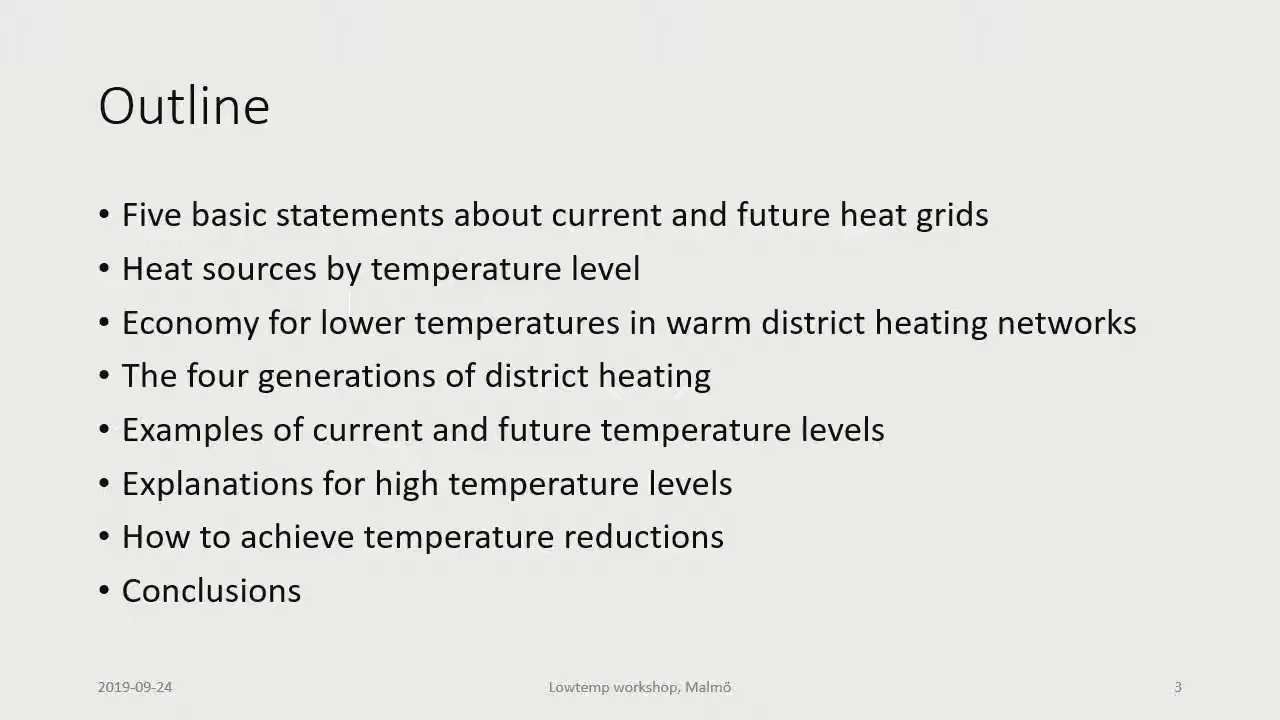 Outline
• Five basic statements about current and future heat grids
• Heat sources by temperature level
• Economy for lower temperatures in warm district heating networks
• The four generations of district heating
• Examples of current and future temperature levels
• Explanations for high temperature levels
• How to achieve temperature reductions
• Conclusions
2019-09-24
Lowtemp workshop, Malmö
3